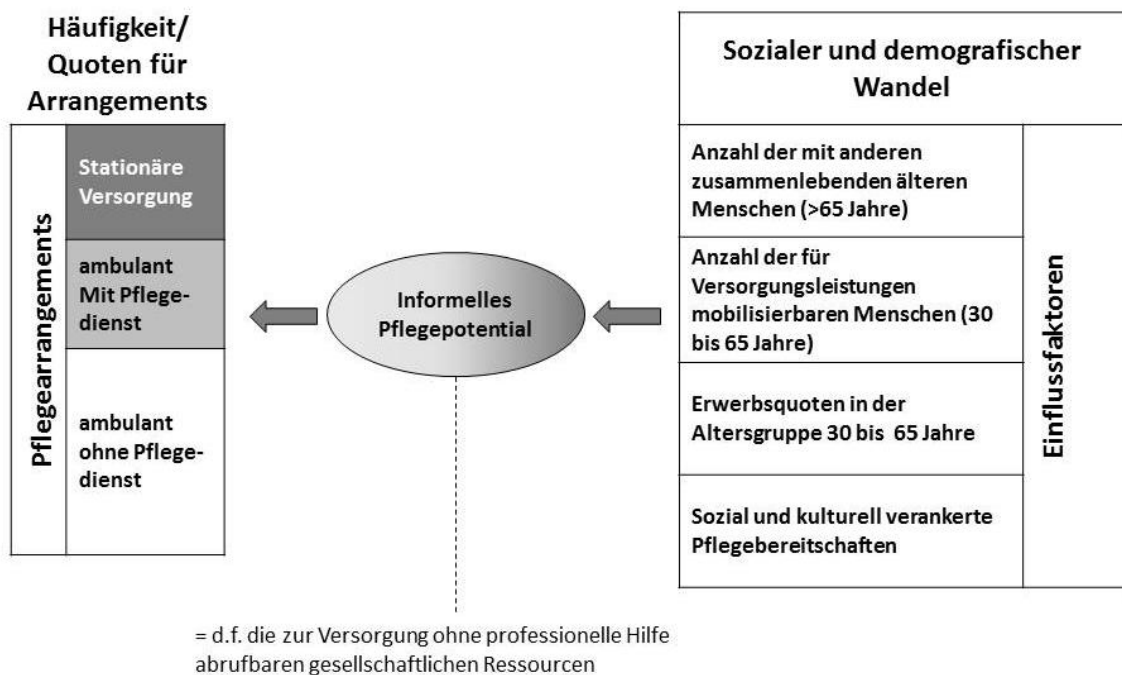 Häufigkeit/
Quoten für
Arrangements
Pflegearrangements
Stationäre
Versorgung
ambulant
Mit Pflege-
dienst
ambulant
ohne Pflege-
dienst
Informelles
Pflegepotential
= d.f. die zur Versorgung ohne professionelle Hilfe
abrufbaren gesellschaftlichen Ressourcen
Sozialer und demografischer
Wandel
Anzahl der mit anderen
zusammenlebenden älteren
Menschen (>65 Jahre)
Anzahl der für
Versorgungsleistungen
mobilisierbaren Menschen (30
bis 65 Jahre)
Erwerbsquoten in der
Altersgruppe 30 bis 65 Jahre
Sozial und kulturell verankerte
Pflegebereitschaften
Einflussfaktoren